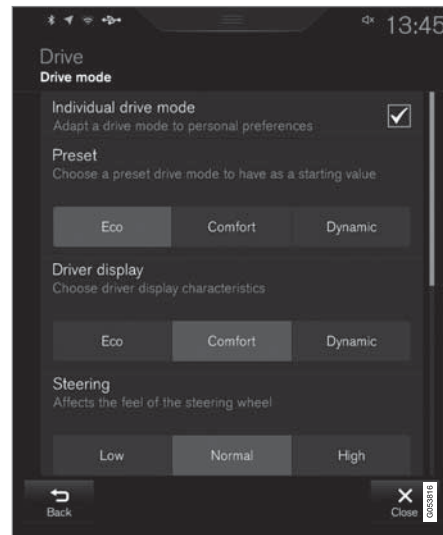 13:45
Drive
Drive mode
Individual drive mode
Adapt a drive mode to personal preferences
Preset
Choose a preset drive mode to have as a starting value
Eco Comfort Dynamic
Driver display
Choose driver display characteristics
Eco Comfort Dynamic
Steering
Affects the feel of the steering wheel
Low Normal High
Back Close
G053816